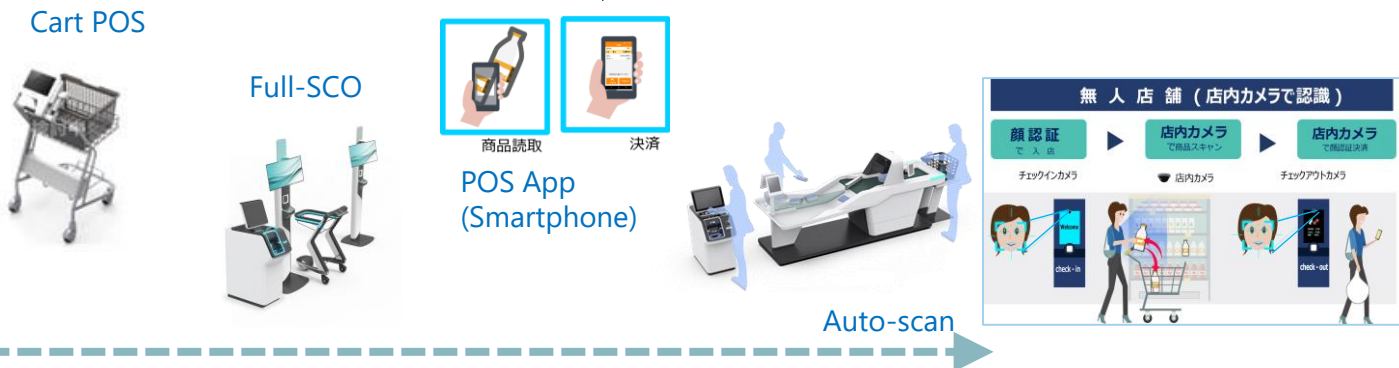 Cart POS
Full-SCO
商品読取
決済
POS App
(Smartphone)
Auto-scan
無人店舗(店内カメラで認識)
顔認証
で入店
店内カメラ
で商品スキャン
店内カメラ
で顔認証決済
チェックインカメラ
店内カメラ
チェックアウトカメラ
Welcome
check-in
check-out